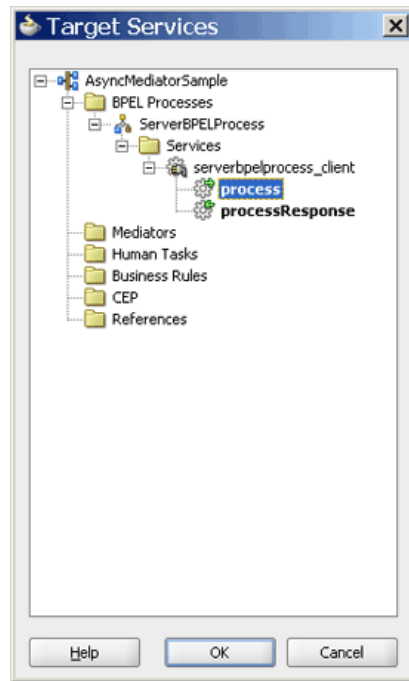 Target Services
AsyncMediatorSample
BPEL Processes
ServerBPELProcess
Services
serverbpelprocess_client
process
processResponse
Mediators
Human Tasks
Business Rules
CEP
References
Help OK Cancel